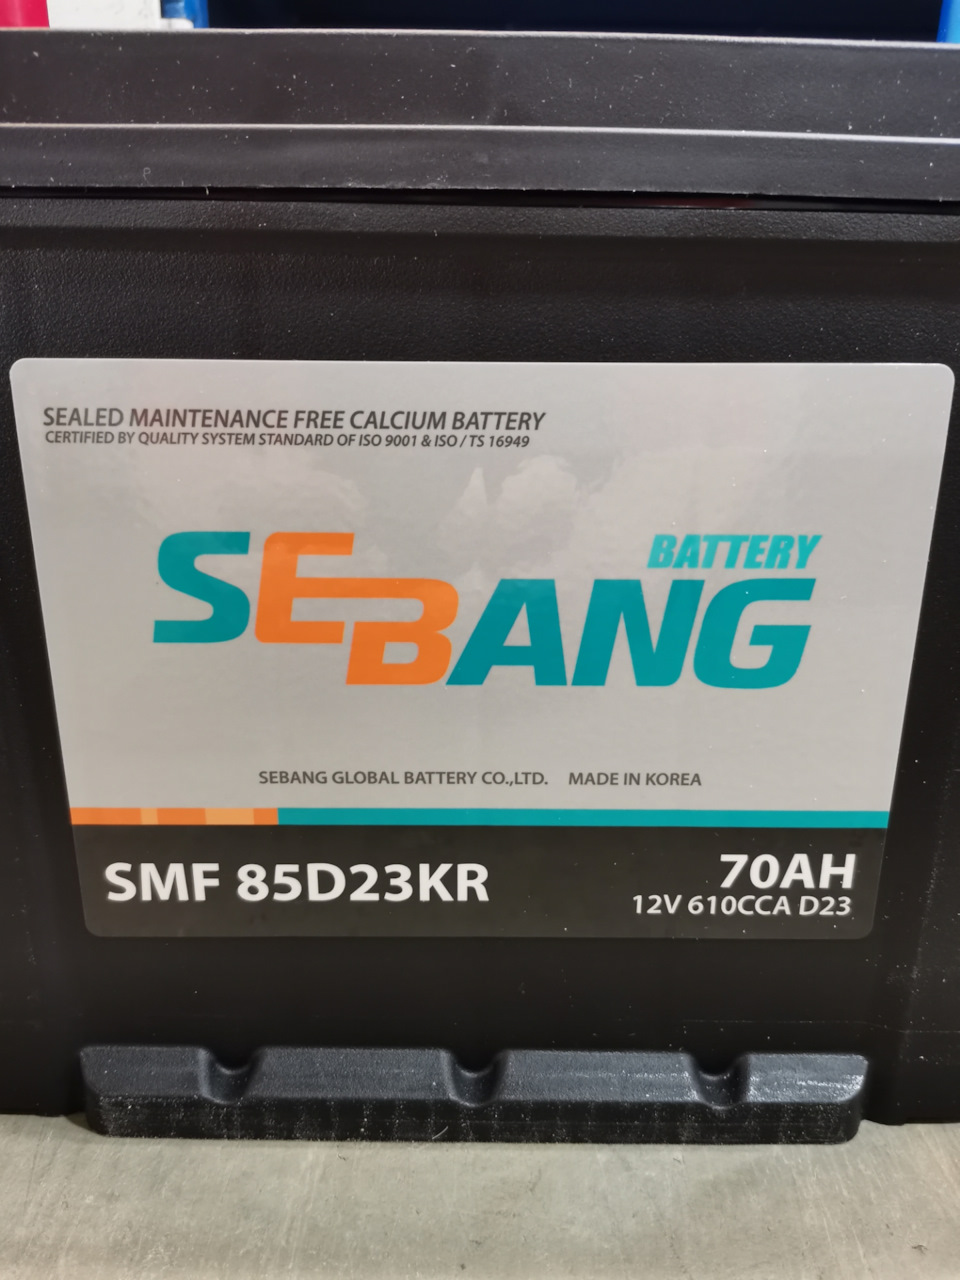 SEALED MAINTENANCE FREE CALCIUM BATTERY
CERTIFIED BY QUALITY SYSTEM STANDARD OF ISO 9001 & ISO / TS 16949
BATTERY
SEBANG
SEBANG GLOBAL BATTERY CO.,LTD. MADE IN KOREA
SMF 85D23KR
70AH
12V 610CCA D23